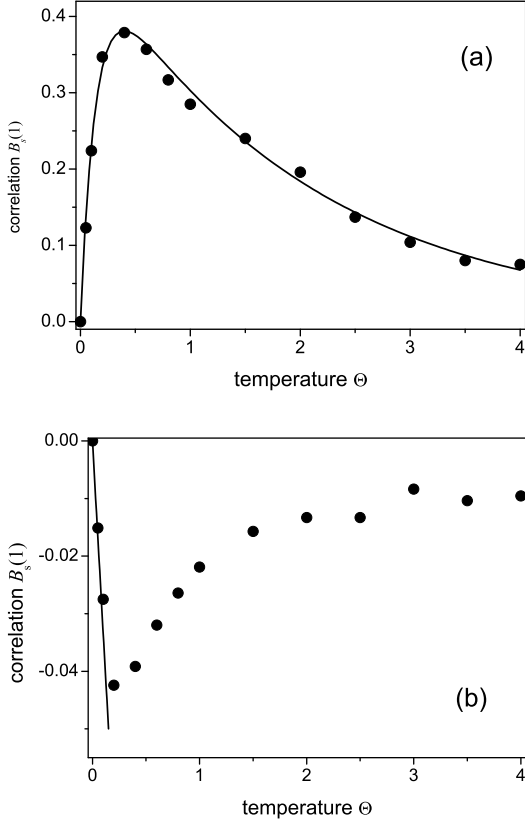 0.4
(a)
0.3
correlation Bs(1)
0.2
0.1
0.0
0 1 2 3 4
temperature Θ
0.00
-0.02
correlation Bs(1)
-0.04
(b)
0 1 2 3 4
temperature Θ